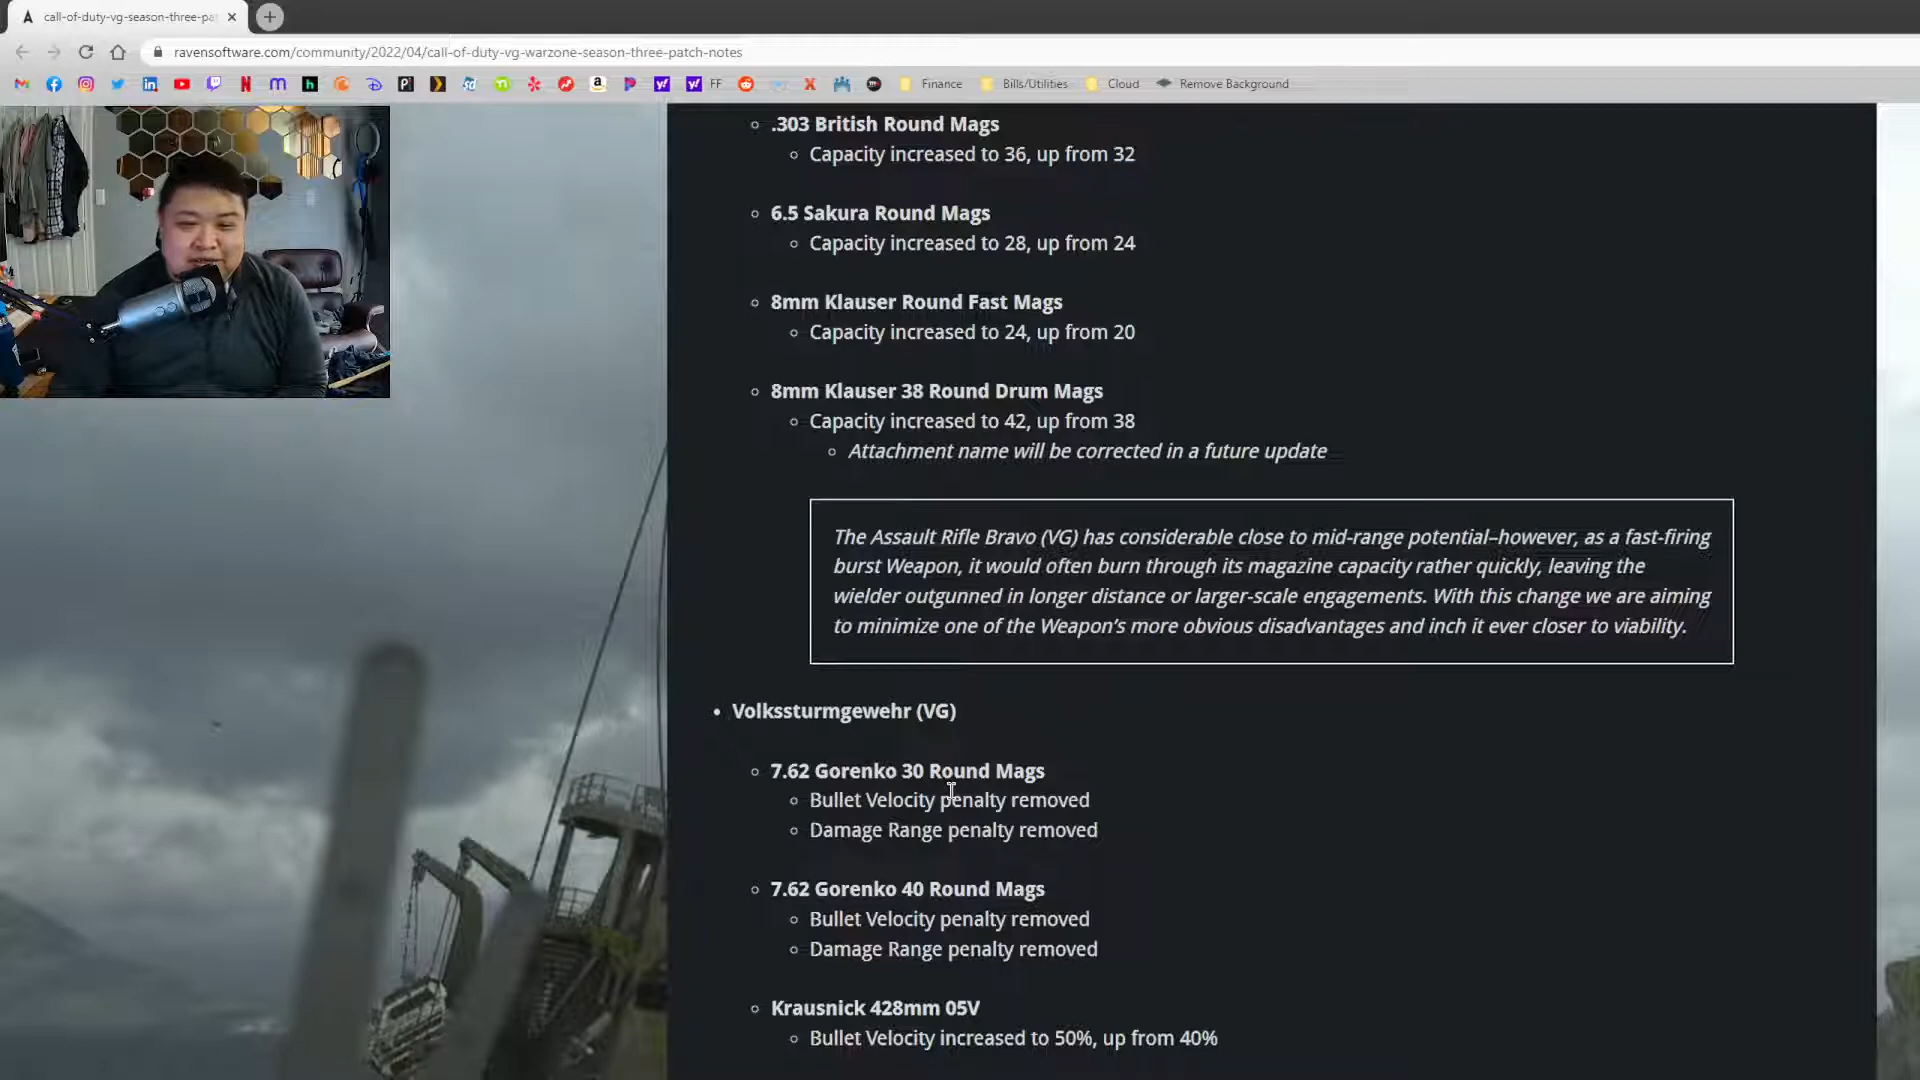 call-of-duty-vg-season-three-pa
ravensoftware.com/community/2022/04/call-of-duty-vg-warzone-season-three-patch-notes
FF
Finance
Bills/Utilities
Cloud
Remove Background
.303 British Round Mags
Capacity increased to 36, up from 32
6.5 Sakura Round Mags
Capacity increased to 28, up from 24
8mm Klauser Round Fast Mags
Capacity increased to 24, up from 20
8mm Klauser 38 Round Drum Mags
Capacity increased to 42, up from 38
Attachment name will be corrected in a future update
The Assault Rifle Bravo (VG) has considerable close to mid-range potential–however, as a fast-firing
burst Weapon, it would often burn through its magazine capacity rather quickly, leaving the
wielder outgunned in longer distance or larger-scale engagements. With this change we are aiming
to minimize one of the Weapon’s more obvious disadvantages and inch it ever closer to viability.
Volkssturmgewehr (VG)
7.62 Gorenko 30 Round Mags
Bullet Velocity penalty removed
Damage Range penalty removed
7.62 Gorenko 40 Round Mags
Bullet Velocity penalty removed
Damage Range penalty removed
Krausnick 428mm 05V
Bullet Velocity increased to 50%, up from 40%